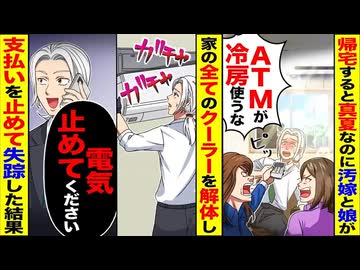 帰宅すると真夏なのに汚嫁と娘が
ATMが
冷房使うな
ピッ
家の全てのクーラーを解体し
ガチャ
ガチャ
電気
止めてください
支払いを止めて失踪した結果